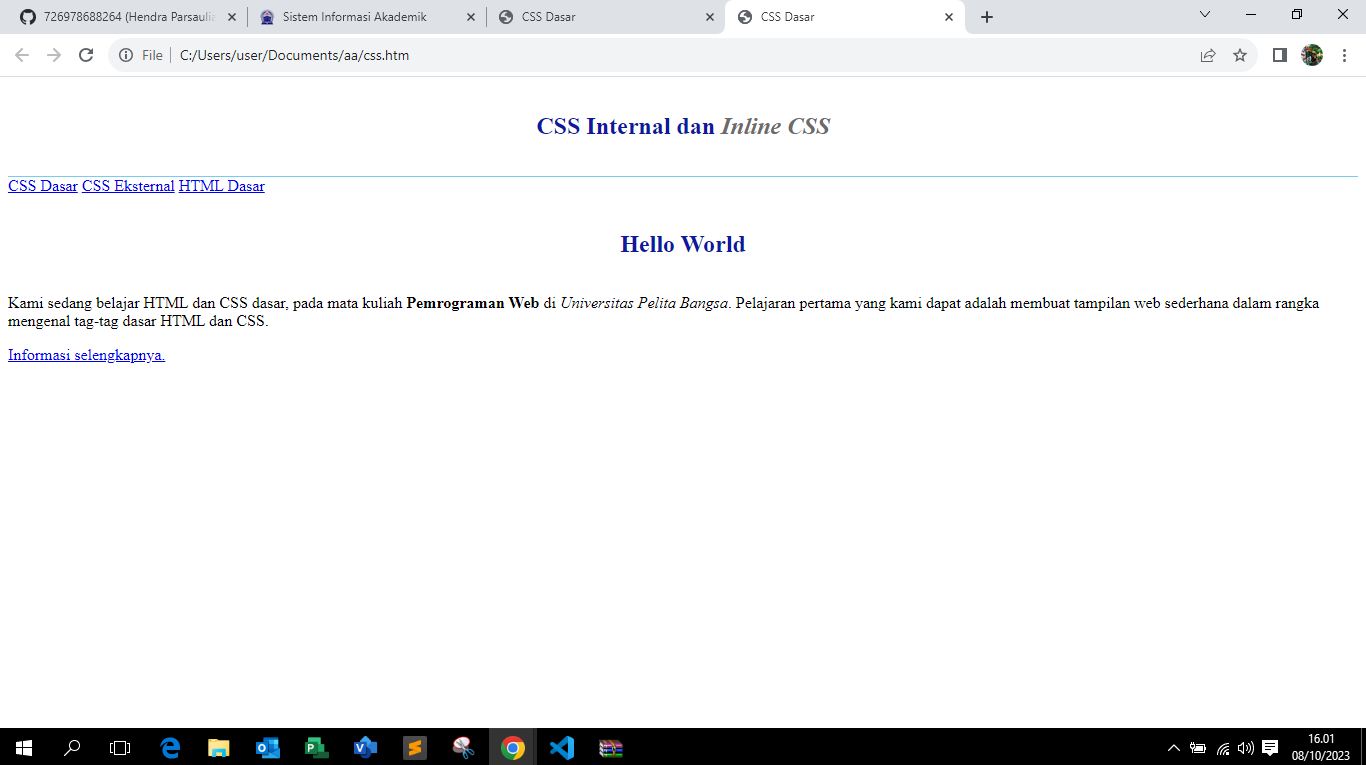 726978688264 (Hendra Parsaulia
Sistem Informasi Akademik
CSS Dasar
CSS Dasar
File
C:/Users/user/Documents/aa/css.htm
CSS Internal dan Inline CSS
CSS Dasar CSS Eksternal HTML Dasar
Hello World
Kami sedang belajar HTML dan CSS dasar, pada mata kuliah Pemrograman Web di Universitas Pelita Bangsa. Pelajaran pertama yang kami dapat adalah membuat tampilan web sederhana dalam rangka
mengenal tag-tag dasar HTML dan CSS.
Informasi selengkapnya.
16.01
08/10/2023